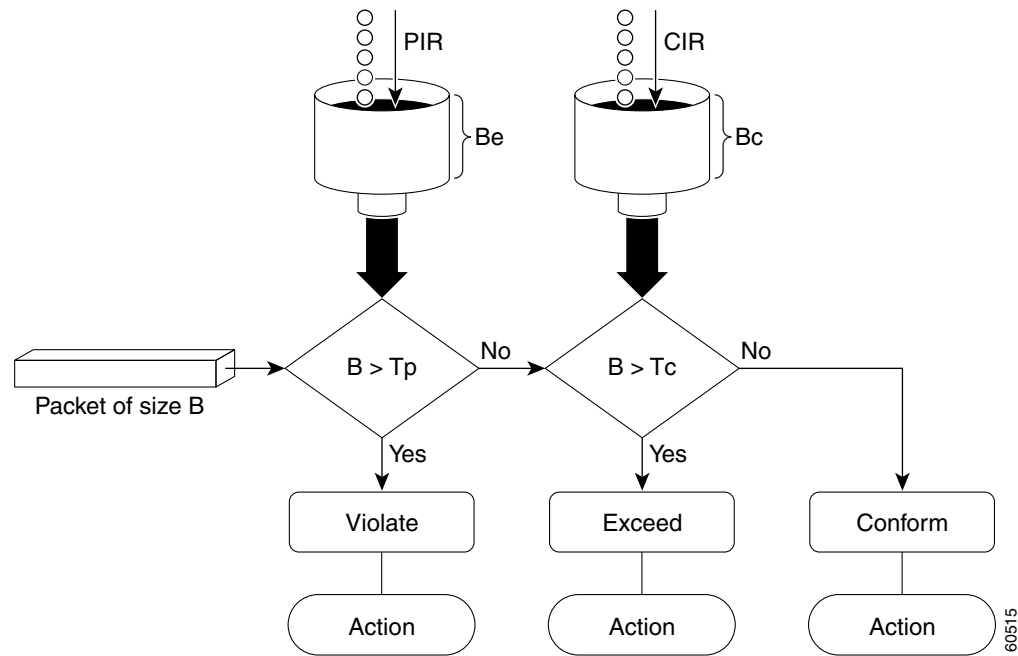 PIR
CIR
Be
Bc
B > Tp
No
B > Tc
No
Packet of size B
Yes
Yes
Violate
Exceed
Conform
Action
Action
Action
60515